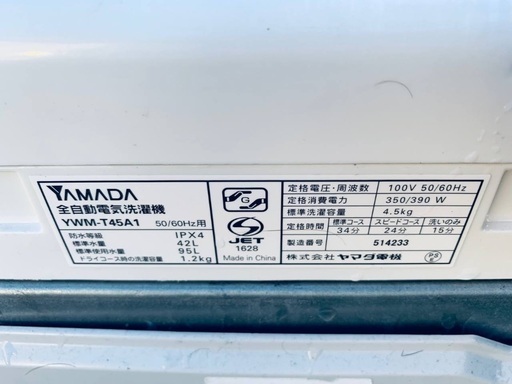 YAMADA
全自動電気洗濯機
YWM-T45A1 50/60Hz用
防水等級 IPX4
標準水量 42L
標準使用水量 95L
ドライコース時の洗濯容量 1.2kg
G
S
JET
1628
Made in China
定格電圧・周波数 100V 50/60Hz
定格消費電力 350/390 W
標準洗濯容量 4.5kg
定格時間 標準コース スピードコース 洗いのみ
34分 24分 15分
製造番号 514233
株式会社 ヤマダ電機
PS
E